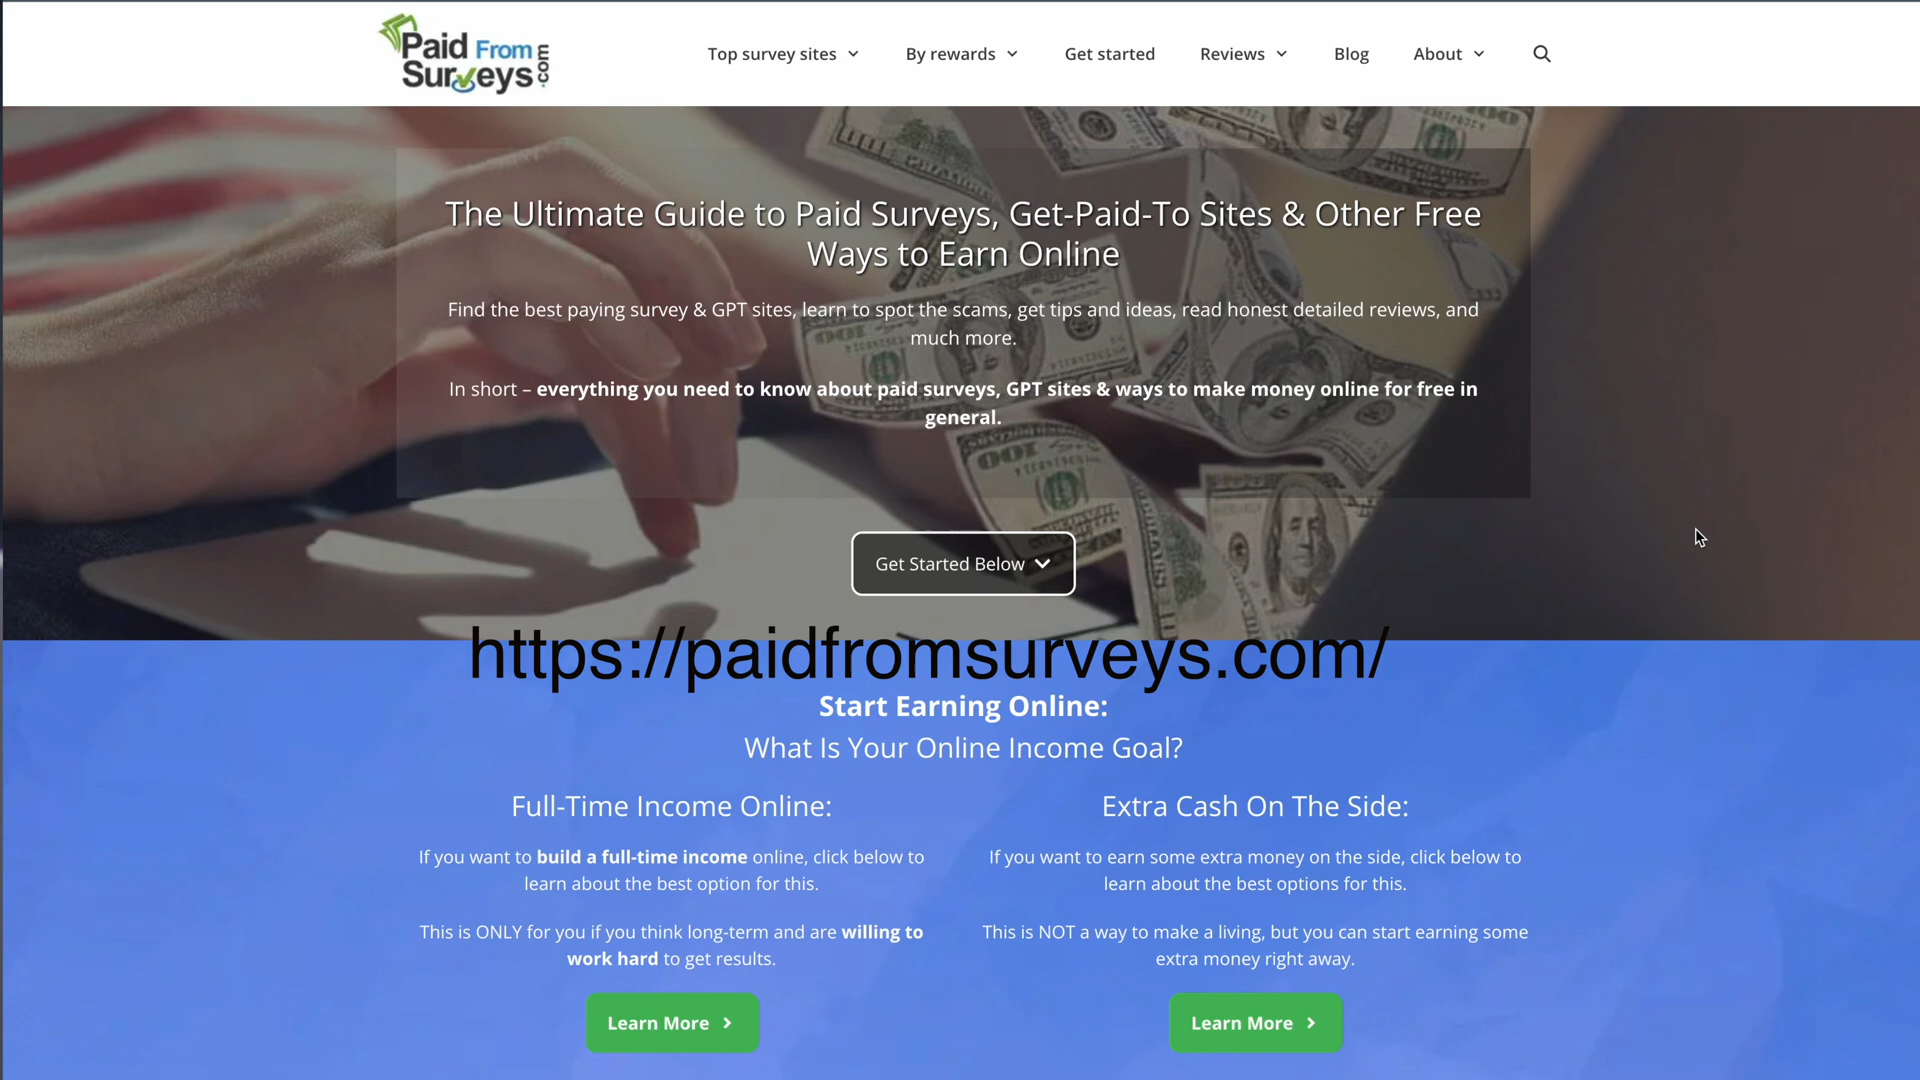 Paid From
Surveys.com
Top survey sites
By rewards
Get started
Reviews
Blog
About
The Ultimate Guide to Paid Surveys, Get-Paid-To Sites & Other Free
Ways to Earn Online
Find the best paying survey & GPT sites, learn to spot the scams, get tips and ideas, read honest detailed reviews, and
much more.
In short – everything you need to know about paid surveys, GPT sites & ways to make money online for free in
general.
Get Started Below
https://paidfromsurveys.com/
Start Earning Online:
What Is Your Online Income Goal?
Full-Time Income Online:
If you want to build a full-time income online, click below to
learn about the best option for this.
This is ONLY for you if you think long-term and are willing to
work hard to get results.
Learn More
Extra Cash On The Side:
If you want to earn some extra money on the side, click below to
learn about the best options for this.
This is NOT a way to make a living, but you can start earning some
extra money right away.
Learn More